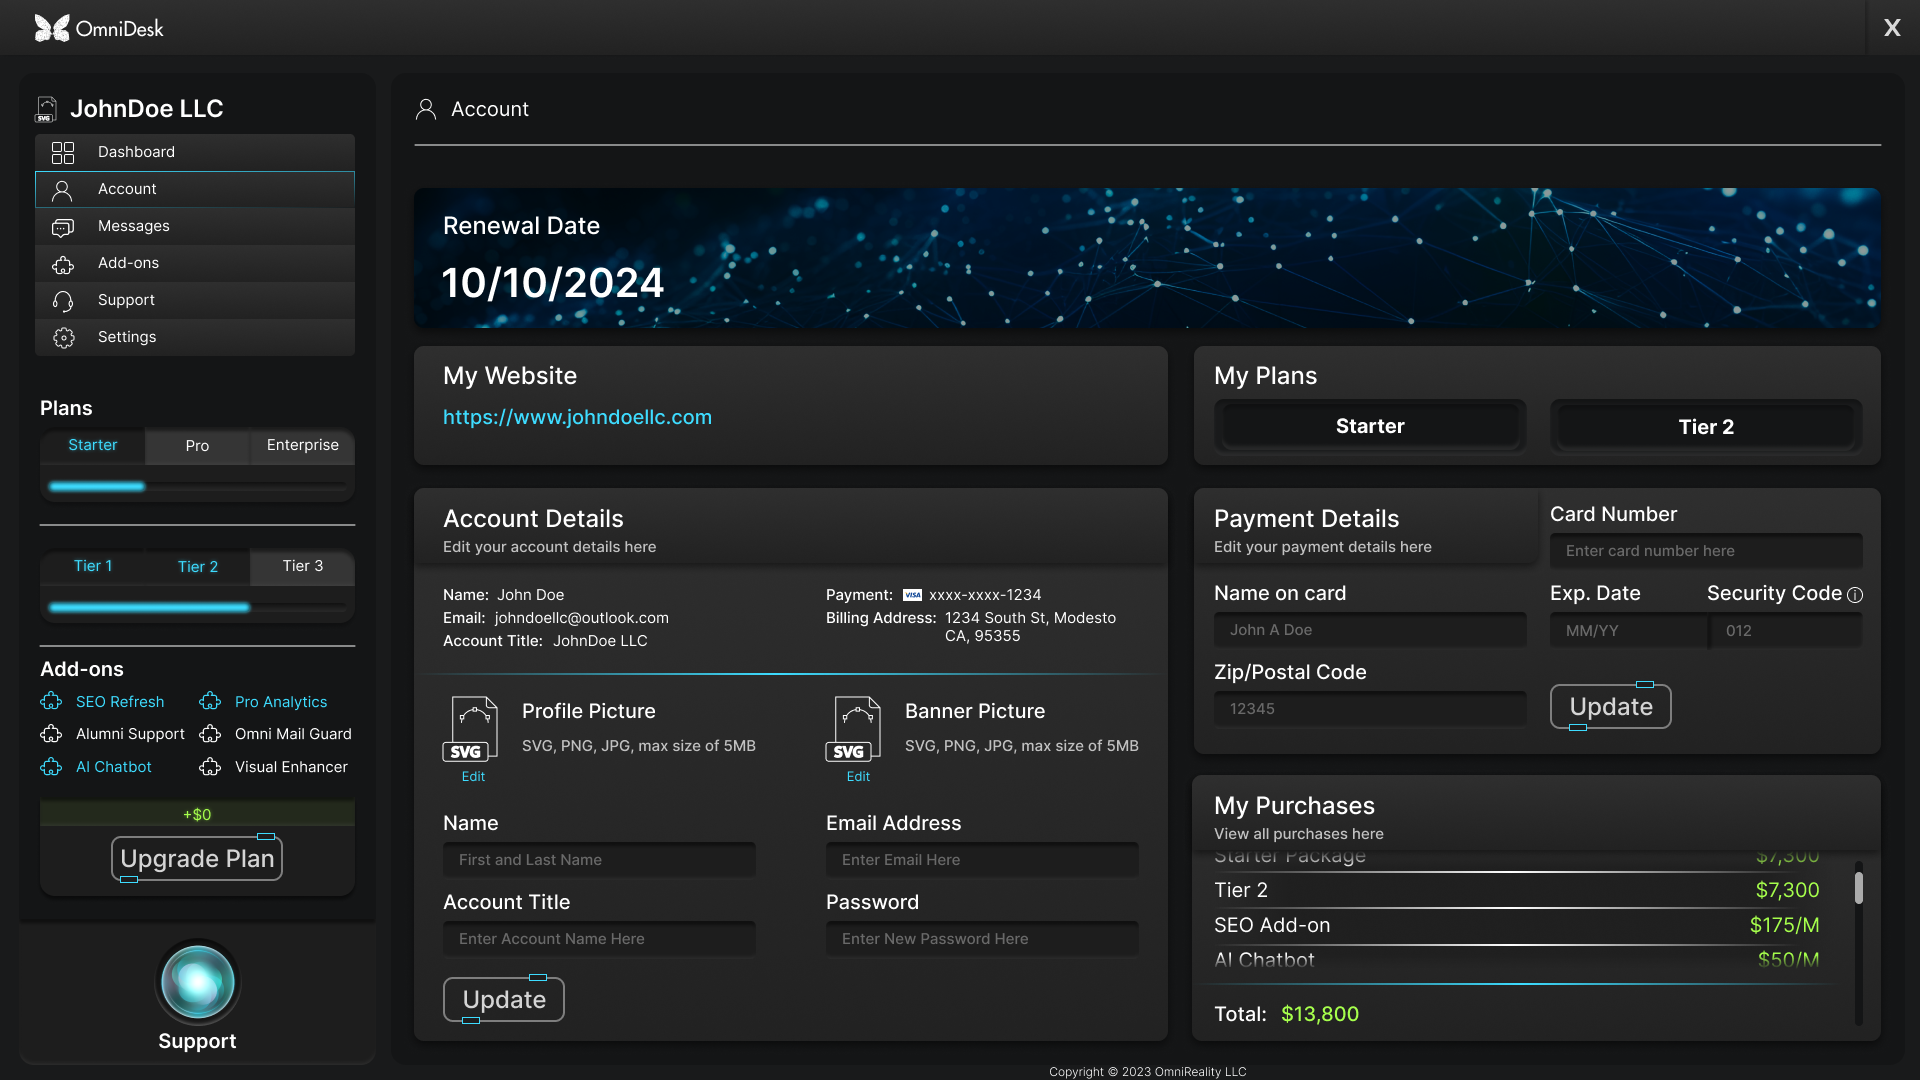 OmniDesk
X
JohnDoe LLC
Dashboard
Account
Messages
Add-ons
Support
Settings
Plans
Starter
Pro
Enterprise
Tier 1
Tier 2
Tier 3
Add-ons
SEO Refresh
Pro Analytics
Alumni Support
Omni Mail Guard
AI Chatbot
Visual Enhancer
+$0
Upgrade Plan
Support
Account
Renewal Date
10/10/2024
My Website
https://www.johndoellc.com
My Plans
Starter
Tier 2
Account Details
Edit your account details here
Name: John Doe
Email: johndoellc@outlook.com
Account Title: JohnDoe LLC
Payment: VISA xxxx-xxxx-1234
Billing Address: 1234 South St, Modesto
CA, 95355
SVG
Edit
Profile Picture
SVG, PNG, JPG, max size of 5MB
SVG
Edit
Banner Picture
SVG, PNG, JPG, max size of 5MB
Name
First and Last Name
Email Address
Enter Email Here
Account Title
Enter Account Name Here
Password
Enter New Password Here
Update
Payment Details
Edit your payment details here
Card Number
Enter card number here
Name on card
John A Doe
Exp. Date
MM/YY
Security Code
012
Zip/Postal Code
12345
Update
My Purchases
View all purchases here
Starter Package $7,300
Tier 2 $7,300
SEO Add-on $175/M
AI Chatbot $50/M
Total: $13,800
Copyright © 2023 OmniReality LLC